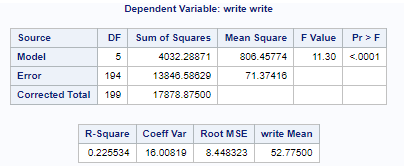 Dependent Variable: write write
Source DF Sum of Squares Mean Square F Value Pr > F
Model 5 4032.28871 806.45774 11.30 <.0001
Error 194 13846.58629 71.37416
Corrected Total 199 17878.87500
R-Square Coeff Var Root MSE write Mean
0.225534 16.00819 8.448323 52.77500